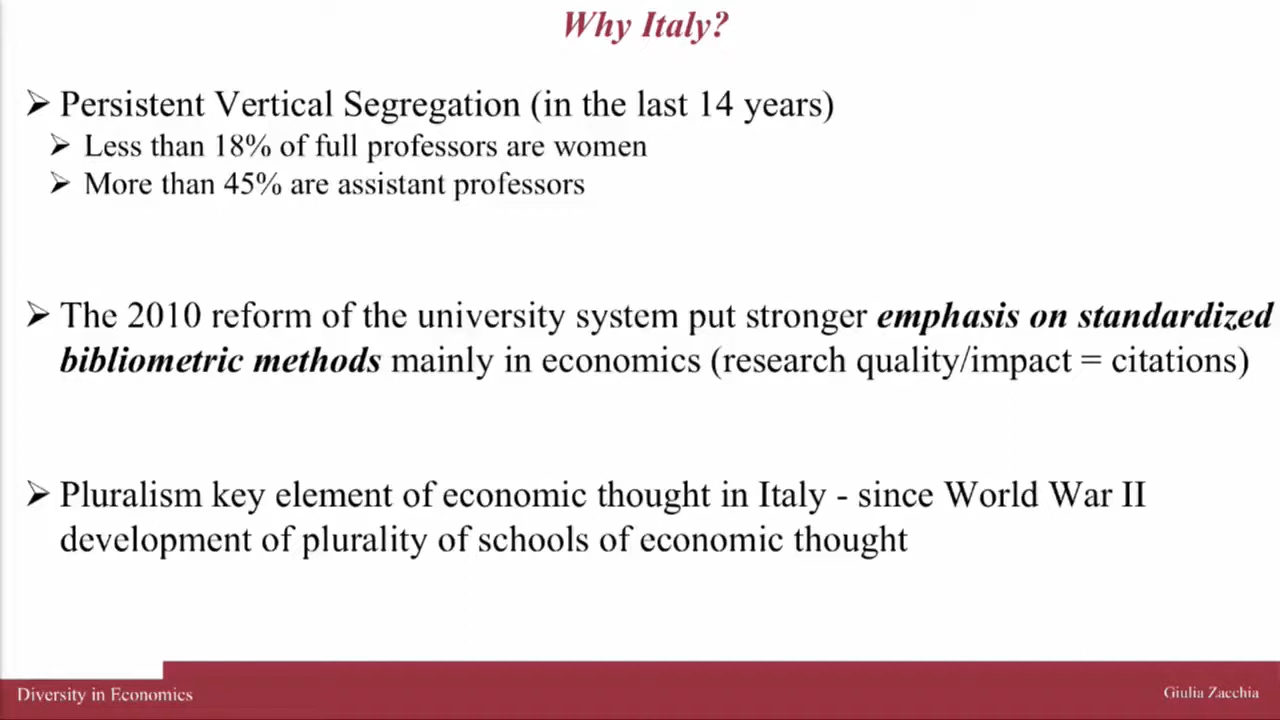 Why Italy?
➢ Persistent Vertical Segregation (in the last 14 years)
➢ Less than 18% of full professors are women
➢ More than 45% are assistant professors
➢ The 2010 reform of the university system put stronger emphasis on standardized
bibliometric methods mainly in economics (research quality/impact = citations)
➢ Pluralism key element of economic thought in Italy - since World War II
development of plurality of schools of economic thought
Diversity in Economics
Giulia Zacchia